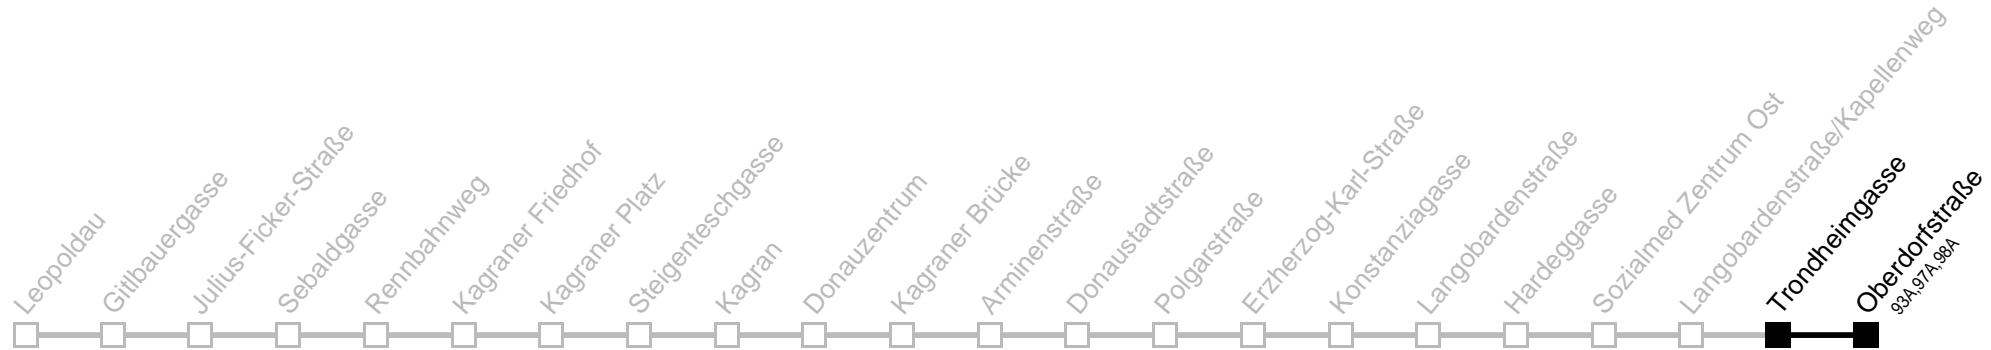 Leopoldau
Gitlbauergasse
Julius-Ficker-Straße
Sebaldgasse
Rennbahnweg
Kagraner Friedhof
Kagraner Platz
Steigenteschgasse
Kagran
Donauzentrum
Kagraner Brücke
Arminenstraße
Donaustadtstraße
Polgarstraße
Erzherzog-Karl-Straße
Konstanziagasse
Langobardenstraße
Hardeggasse
Sozialmed Zentrum Ost
Langobardenstraße/Kapellenweg
Trondheimgasse
Oberdorfstraße
93A,97A,98A